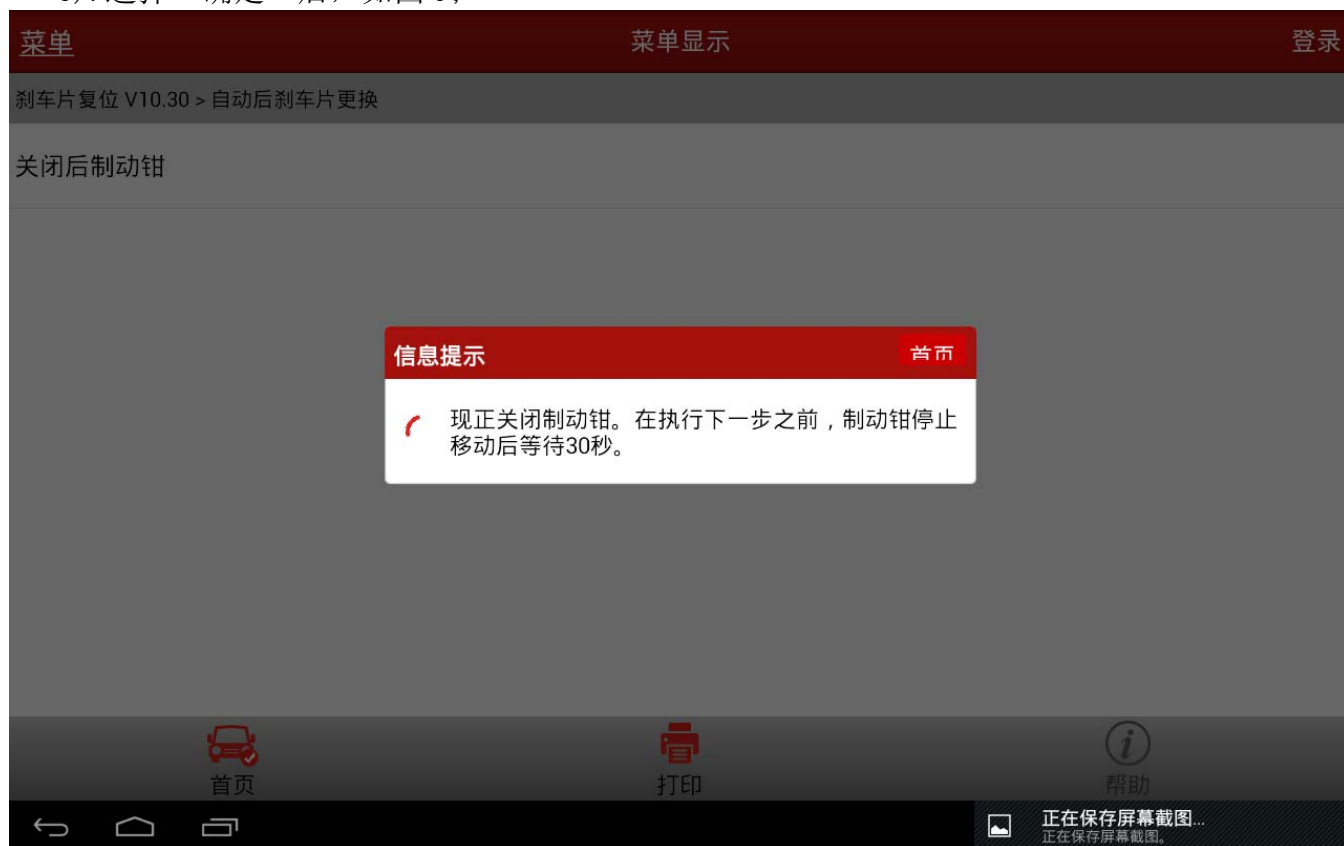 菜单
菜单显示
登录
刹车片复位 V10.30 > 自动后刹车片更换
关闭后制动钳
信息提示
首页
现正关闭制动钳。在执行下一步之前，制动钳停止
移动后等待30秒。
首页
打印
帮助
正在保存屏幕截图...
正在保存屏幕截图。